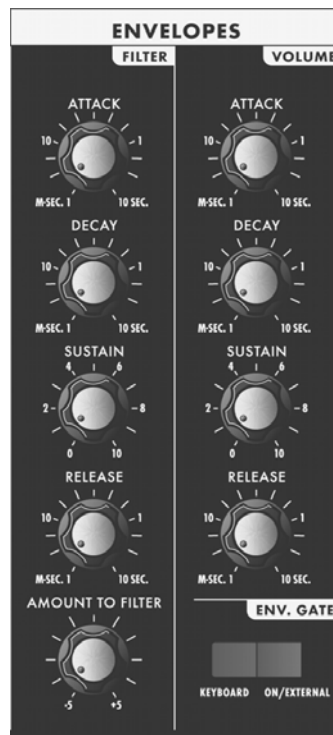 ENVELOPES
FILTER
ATTACK
10 1
M-SEC. 1 10 SEC.
DECAY
10 1
M-SEC. 1 10 SEC.
SUSTAIN
4 6
2 8
0 10
RELEASE
10 1
M-SEC. 1 10 SEC.
AMOUNT TO FILTER
-5 +5
VOLUME
ATTACK
10 1
M-SEC. 1 10 SEC.
DECAY
10 1
M-SEC. 1 10 SEC.
SUSTAIN
4 6
2 8
0 10
RELEASE
10 1
M-SEC. 1 10 SEC.
ENV. GATE
KEYBOARD ON/EXTERNAL